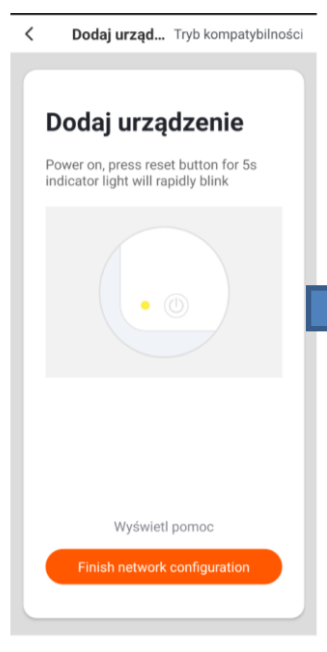 Dodaj urząd... Tryb kompatybilności
Dodaj urządzenie
Power on, press reset button for 5s
indicator light will rapidly blink
Wyświetl pomoc
Finish network configuration